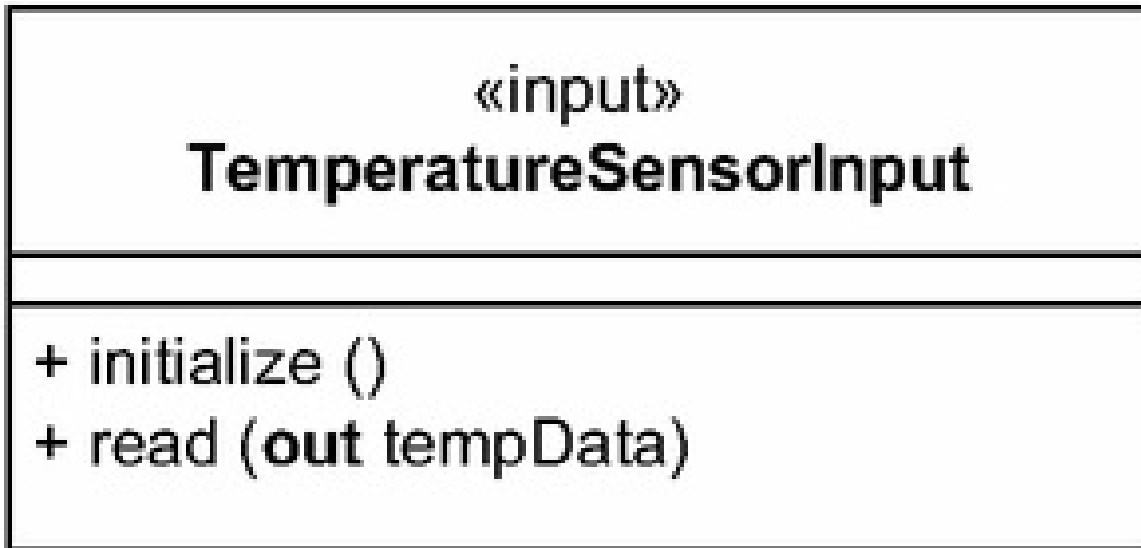 «input»
TemperatureSensorInput
+ initialize ()
+ read (out tempData)